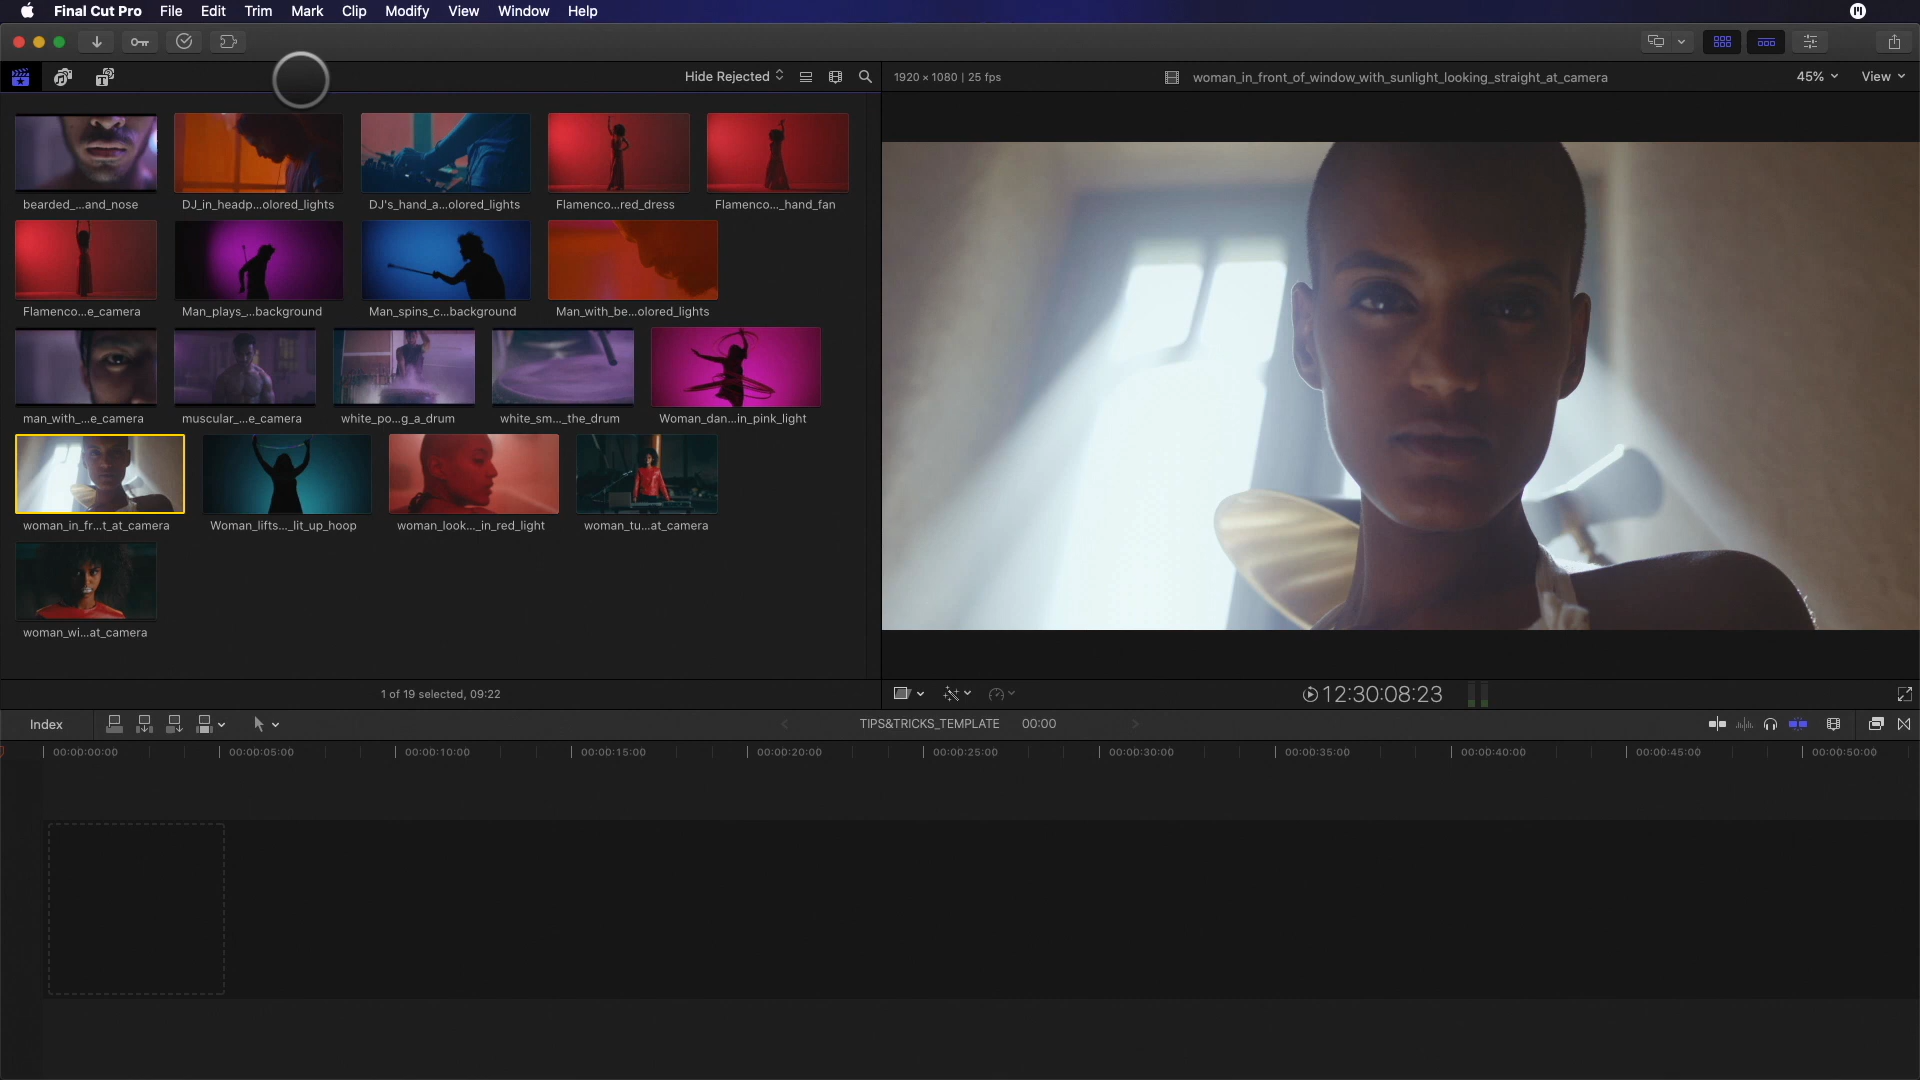 Final Cut Pro File Edit Trim Mark Clip Modify View Window Help
Hide Rejected
1920 × 1080 | 25 fps
woman_in_front_of_window_with_sunlight_looking_straight_at_camera
45%
View
bearded_...and_nose
DJ_in_headp...olored_lights
DJ's_hand_a...olored_lights
Flamenco...red_dress
Flamenco..._hand_fan
Flamenco...e_camera
Man_plays_...background
Man_spins_c...background
Man_with_be...olored_lights
man_with_...e_camera
muscular_...e_camera
white_po...g_a_drum
white_sm..._the_drum
Woman_dan...in_pink_light
woman_in_fr...t_at_camera
Woman_lifts..._lit_up_hoop
woman_look..._in_red_light
woman_tu...at_camera
woman_wi...at_camera
1 of 19 selected, 09:22
12:30:08:23
Index
TIPS&TRICKS_TEMPLATE
00:00
00:00:00:00
00:00:05:00
00:00:10:00
00:00:15:00
00:00:20:00
00:00:25:00
00:00:30:00
00:00:35:00
00:00:40:00
00:00:45:00
00:00:50:00